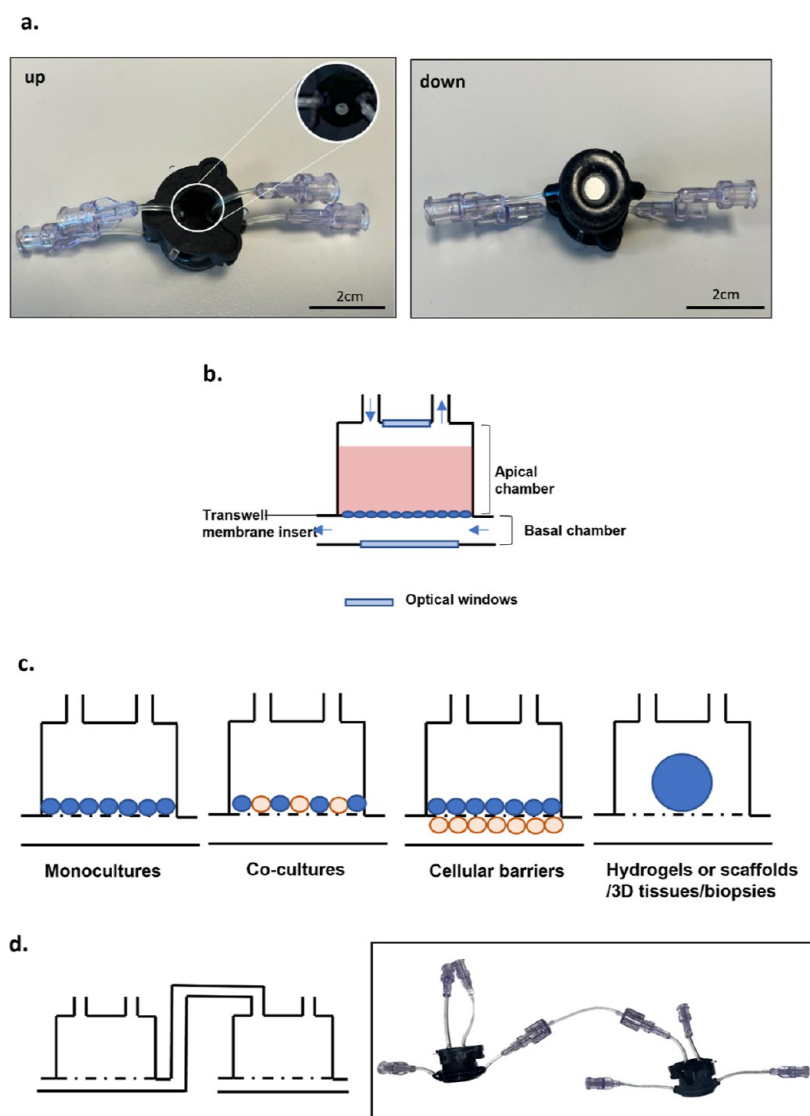 a.
up
2cm
down
2cm
b.
Apical
chamber
Transwell
membrane insert
Basal chamber
Optical windows
c.
Monocultures
Co-cultures
Cellular barriers
Hydrogels or scaffolds
/3D tissues/biopsies
d.